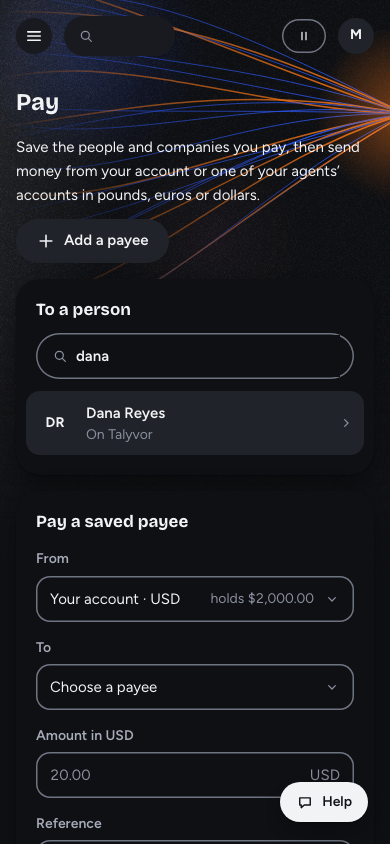 M
Pay
Save the people and companies you pay, then send
money from your account or one of your agents’
accounts in pounds, euros or dollars.
Add a payee
To a person
dana
DR
Dana Reyes
On Talyvor
Pay a saved payee
From
Your account · USD holds $2,000.00
To
Choose a payee
Amount in USD
20.00 USD
Help
Reference